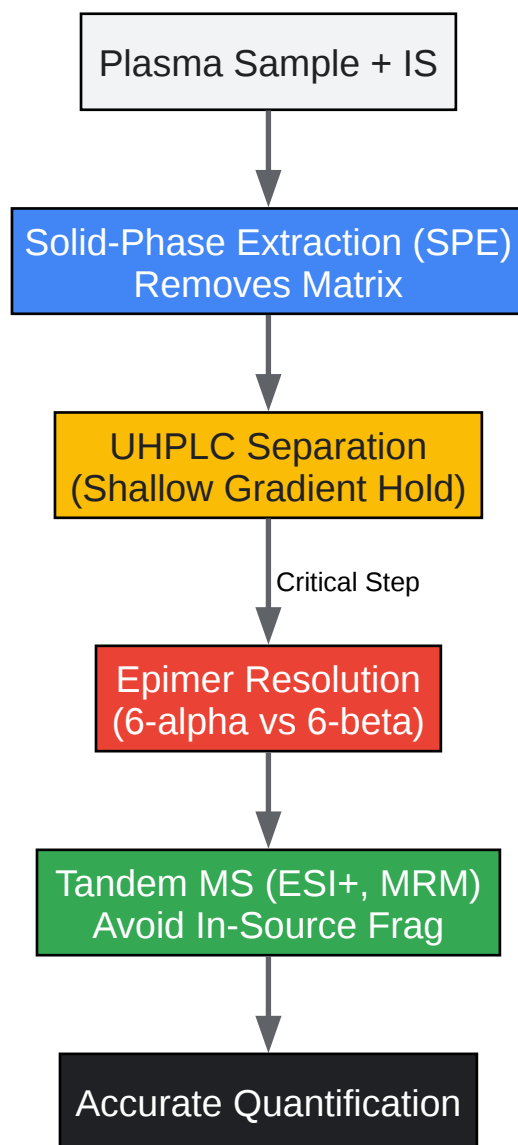 Plasma Sample + IS
Solid-Phase Extraction (SPE)
Removes Matrix
UHPLC Separation
(Shallow Gradient Hold)
Critical Step
Epimer Resolution
(6-alpha vs 6-beta)
Tandem MS (ESI+, MRM)
Avoid In-Source Frag
Accurate Quantification